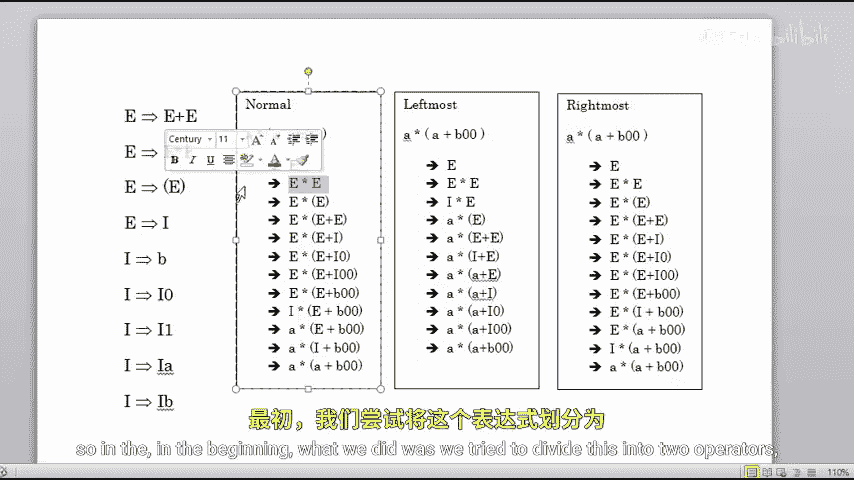 bilibili
E ⇒ E+E
E ⇒
E ⇒ (E)
E ⇒ I
I ⇒ b
I ⇒ I0
I ⇒ I1
I ⇒ Ia
I ⇒ Ib
Century 11 A A
B I U A
Normal
)
➔ E * E
➔ E * (E)
➔ E * (E+E)
➔ E * (E+I)
➔ E * (E+I0)
➔ E * (E+I00)
➔ E * (E+b00)
➔ I * (E + b00)
➔ a * (E + b00)
➔ a * (I + b00)
➔ a * (a + b00)
Leftmost
a * ( a + b00 )
➔ E
➔ E * E
➔ I * E
➔ a * (E)
➔ a * (E+E)
➔ a * (I+E)
➔ a * (a+E)
➔ a * (a+I)
➔ a * (a+I0)
➔ a * (a+I00)
➔ a * (a+b00)
Rightmost
a * ( a + b00 )
➔ E
➔ E * E
➔ E * (E)
➔ E * (E+E)
➔ E * (E+I)
➔ E * (E+I0)
➔ E * (E+I00)
➔ E * (E+b00)
➔ E * (I + b00)
➔ E * (a + b00)
➔ I * (a + b00)
➔ a * (a + b00)
最初，我们尝试将这个表达式划分为
so in the, in the beginning, what we did was we tried to divide this into two operators,
110%